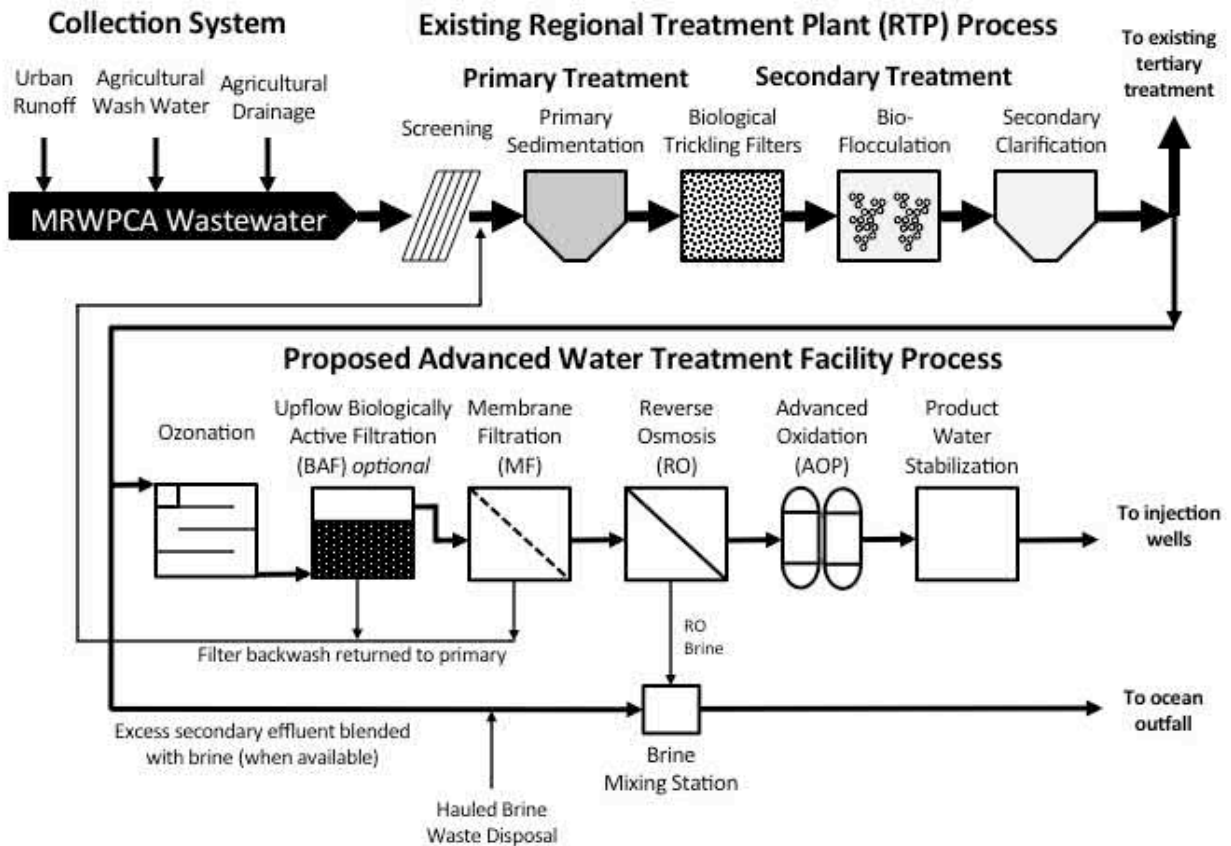 Collection System
Existing Regional Treatment Plant (RTP) Process
To existing
tertiary
treatment
Urban
Runoff
Agricultural
Wash Water
Agricultural
Drainage
Primary Treatment
Secondary Treatment
Screening
Primary
Sedimentation
Biological
Trickling Filters
Bio-
Flocculation
Secondary
Clarification
MRWPCA Wastewater
Proposed Advanced Water Treatment Facility Process
Ozonation
Upflow Biologically
Active Filtration
(BAF) optional
Membrane
Filtration
(MF)
Reverse
Osmosis
(RO)
Advanced
Oxidation
(AOP)
Product
Water
Stabilization
To injection
wells
RO
Brine
Filter backwash returned to primary
Excess secondary effluent blended
with brine (when available)
To ocean
outfall
Brine
Mixing Station
Hauled Brine
Waste Disposal